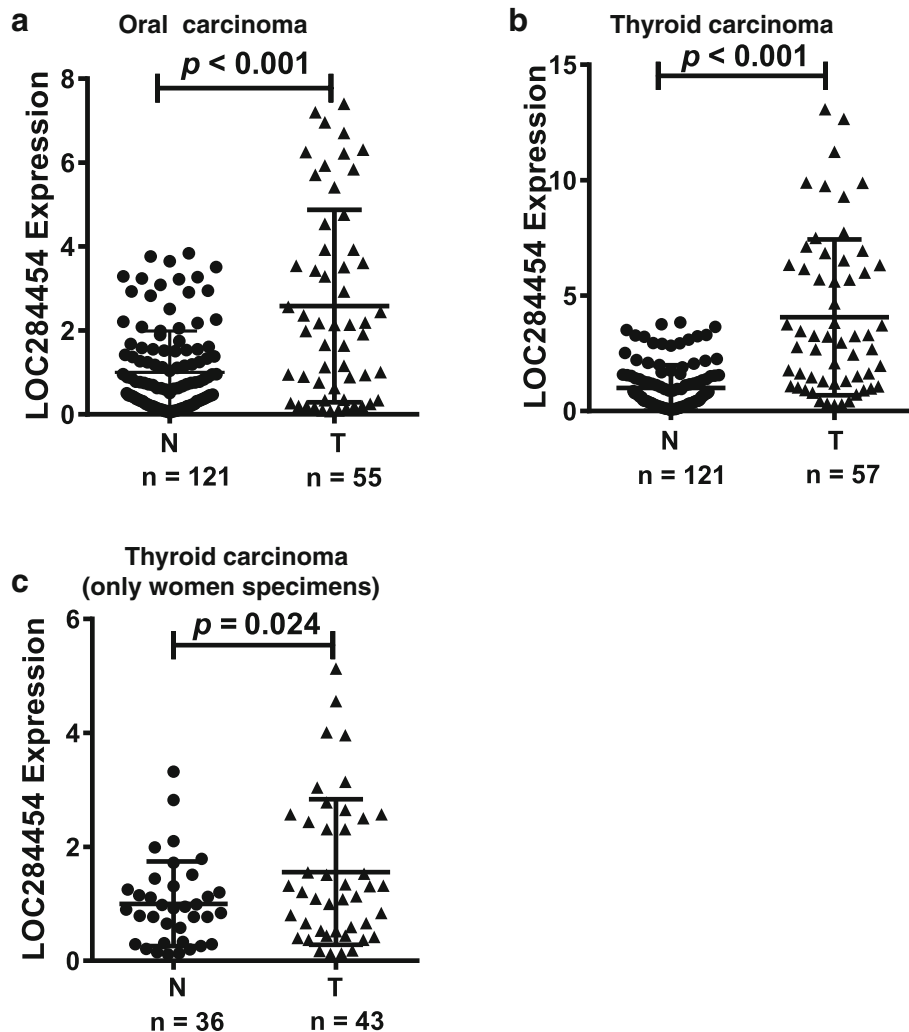 a
Oral carcinoma
p < 0.001
LOC284454 Expression
8
6
4
2
0
N
T
n = 121
n = 55
b
Thyroid carcinoma
p < 0.001
LOC284454 Expression
15
10
5
0
N
T
n = 121
n = 57
c
Thyroid carcinoma
(only women specimens)
p = 0.024
LOC284454 Expression
6
4
2
0
N
T
n = 36
n = 43